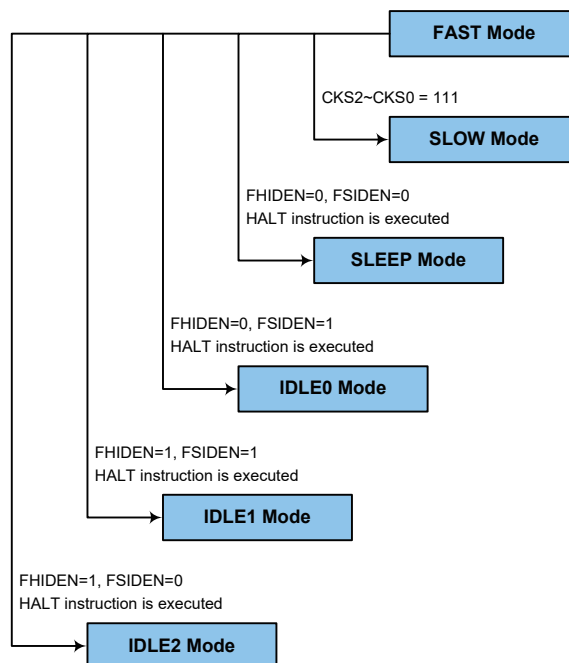 FAST Mode
CKS2~CKS0 = 111
SLOW Mode
FHIDEN=0, FSIDEN=0
HALT instruction is executed
SLEEP Mode
FHIDEN=0, FSIDEN=1
HALT instruction is executed
IDLE0 Mode
FHIDEN=1, FSIDEN=1
HALT instruction is executed
IDLE1 Mode
FHIDEN=1, FSIDEN=0
HALT instruction is executed
IDLE2 Mode